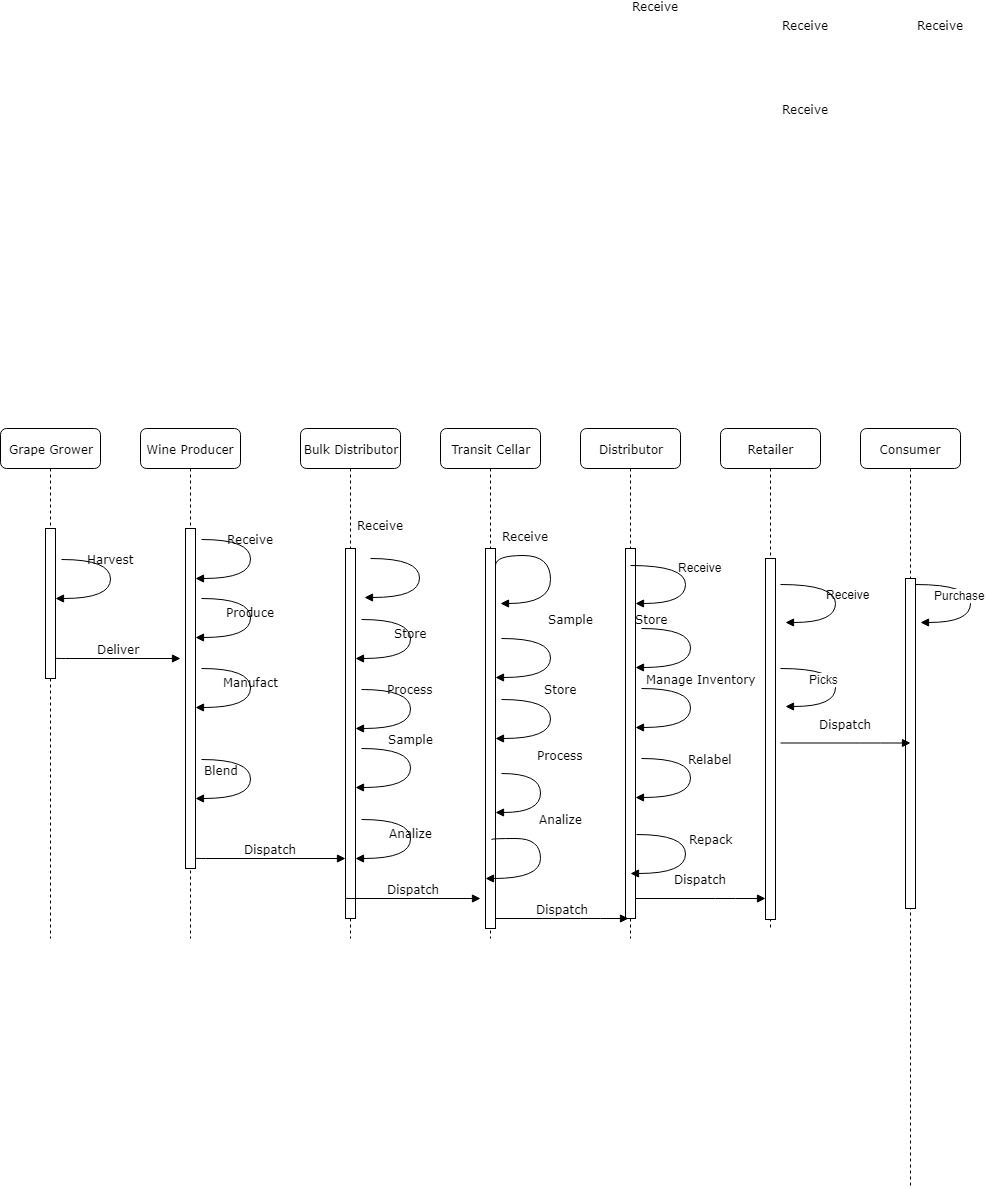 Receive
Receive
Receive
Receive
Grape Grower
Wine Producer
Bulk Distributor
Transit Cellar
Distributor
Retailer
Consumer
Receive
Receive
Receive
Harvest
Receive
Receive
Purchase
Produce
Sample
Store
Store
Deliver
Manufact
Process
Store
Manage Inventory
Picks
Dispatch
Sample
Process
Relabel
Blend
Analize
Analize
Repack
Dispatch
Dispatch
Dispatch
Dispatch